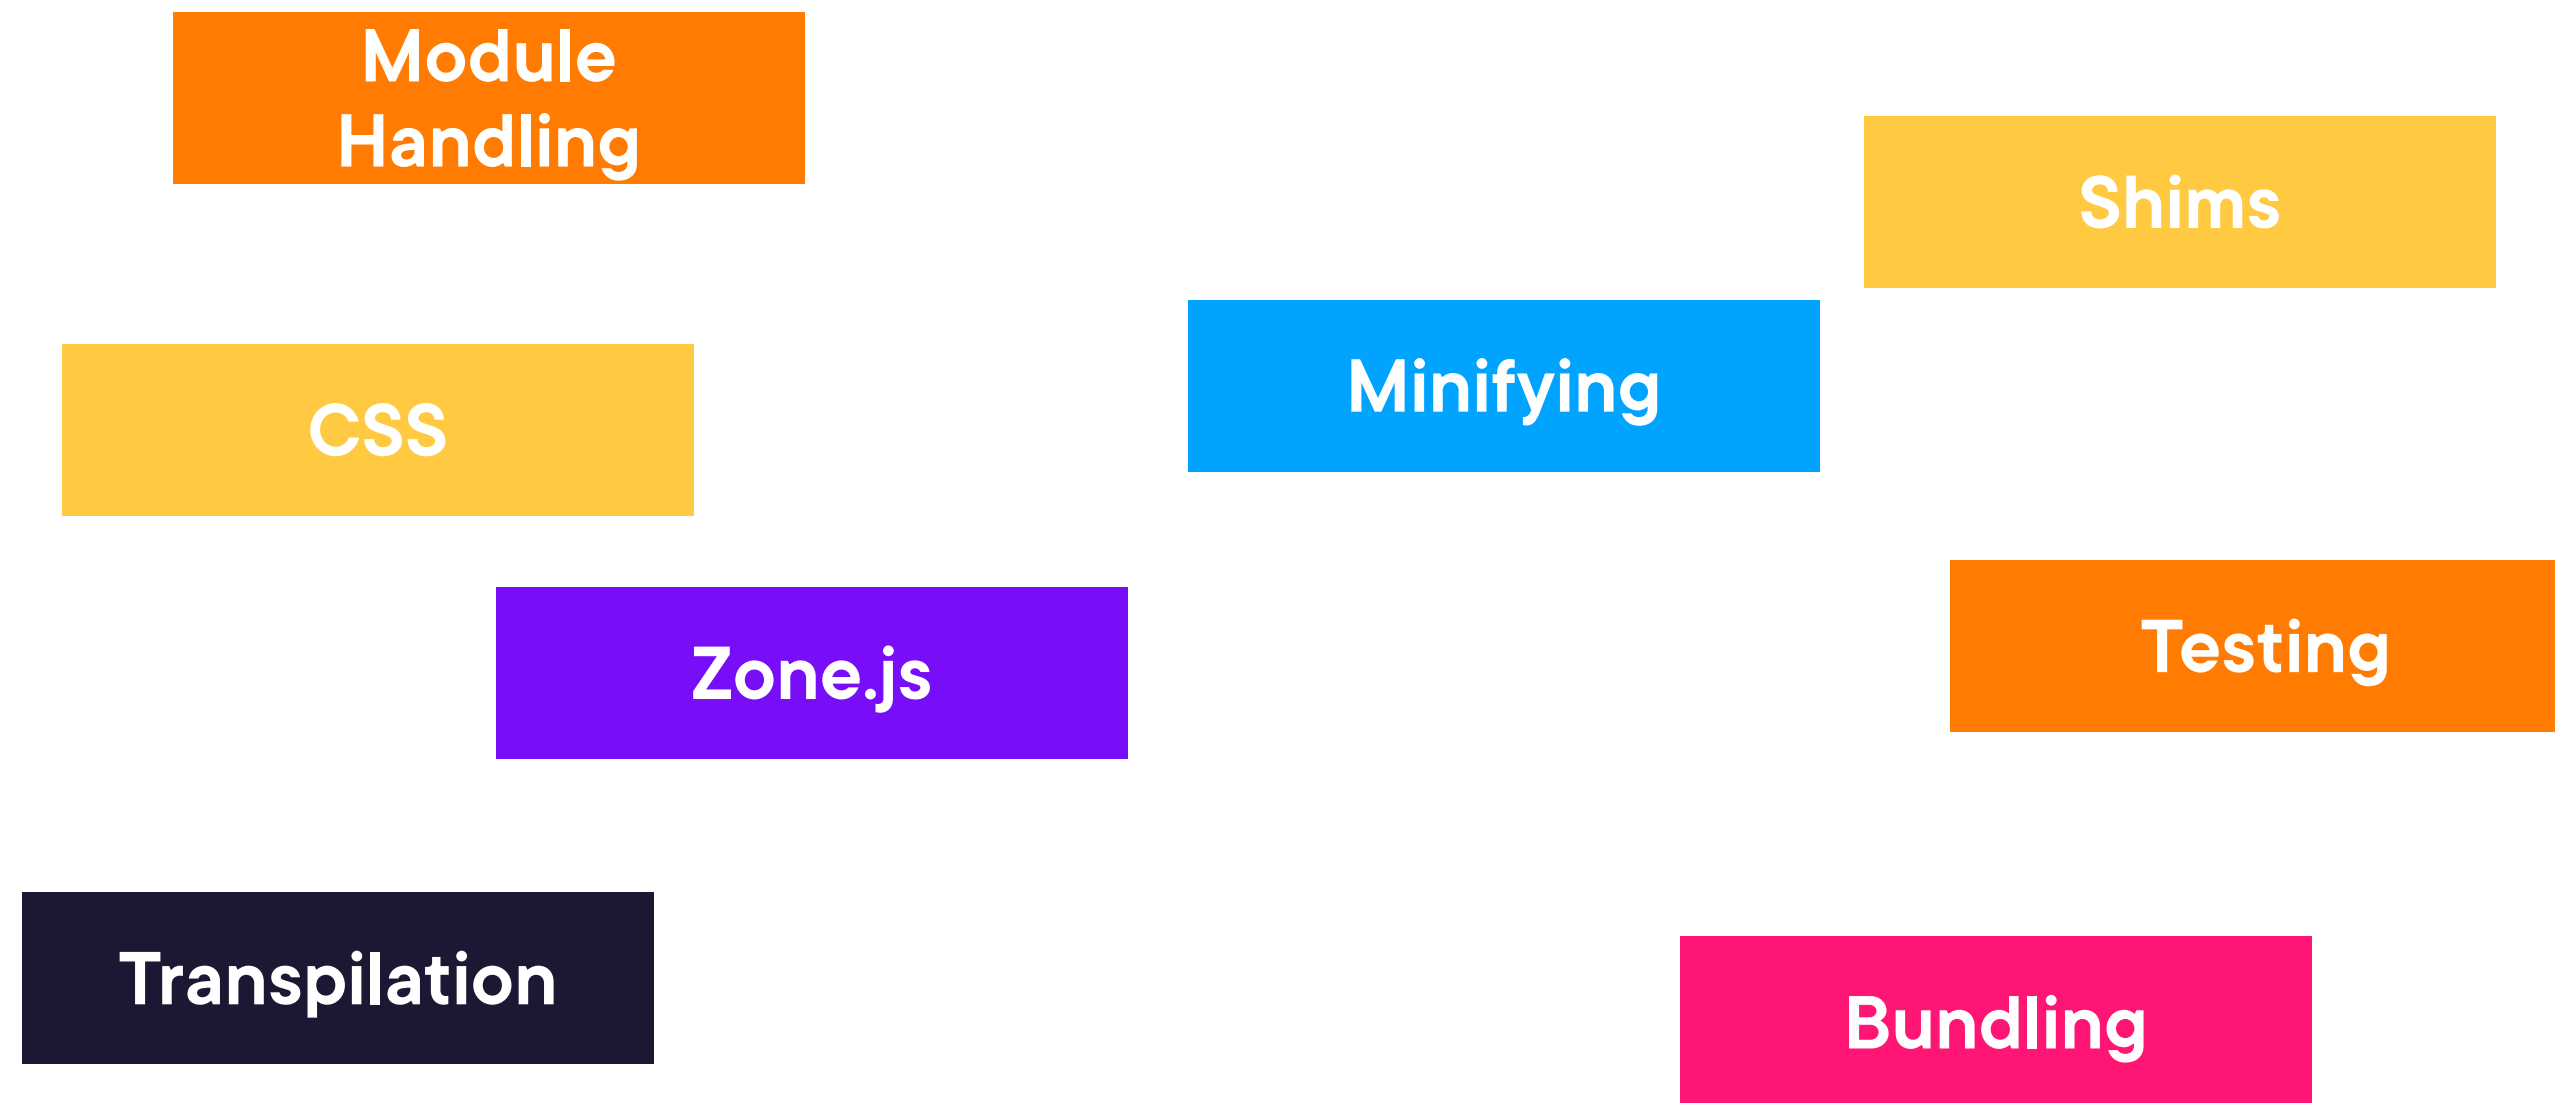 Module
Handling
Shims
Minifying
CSS
Zone.js
Testing
Transpilation
Bundling